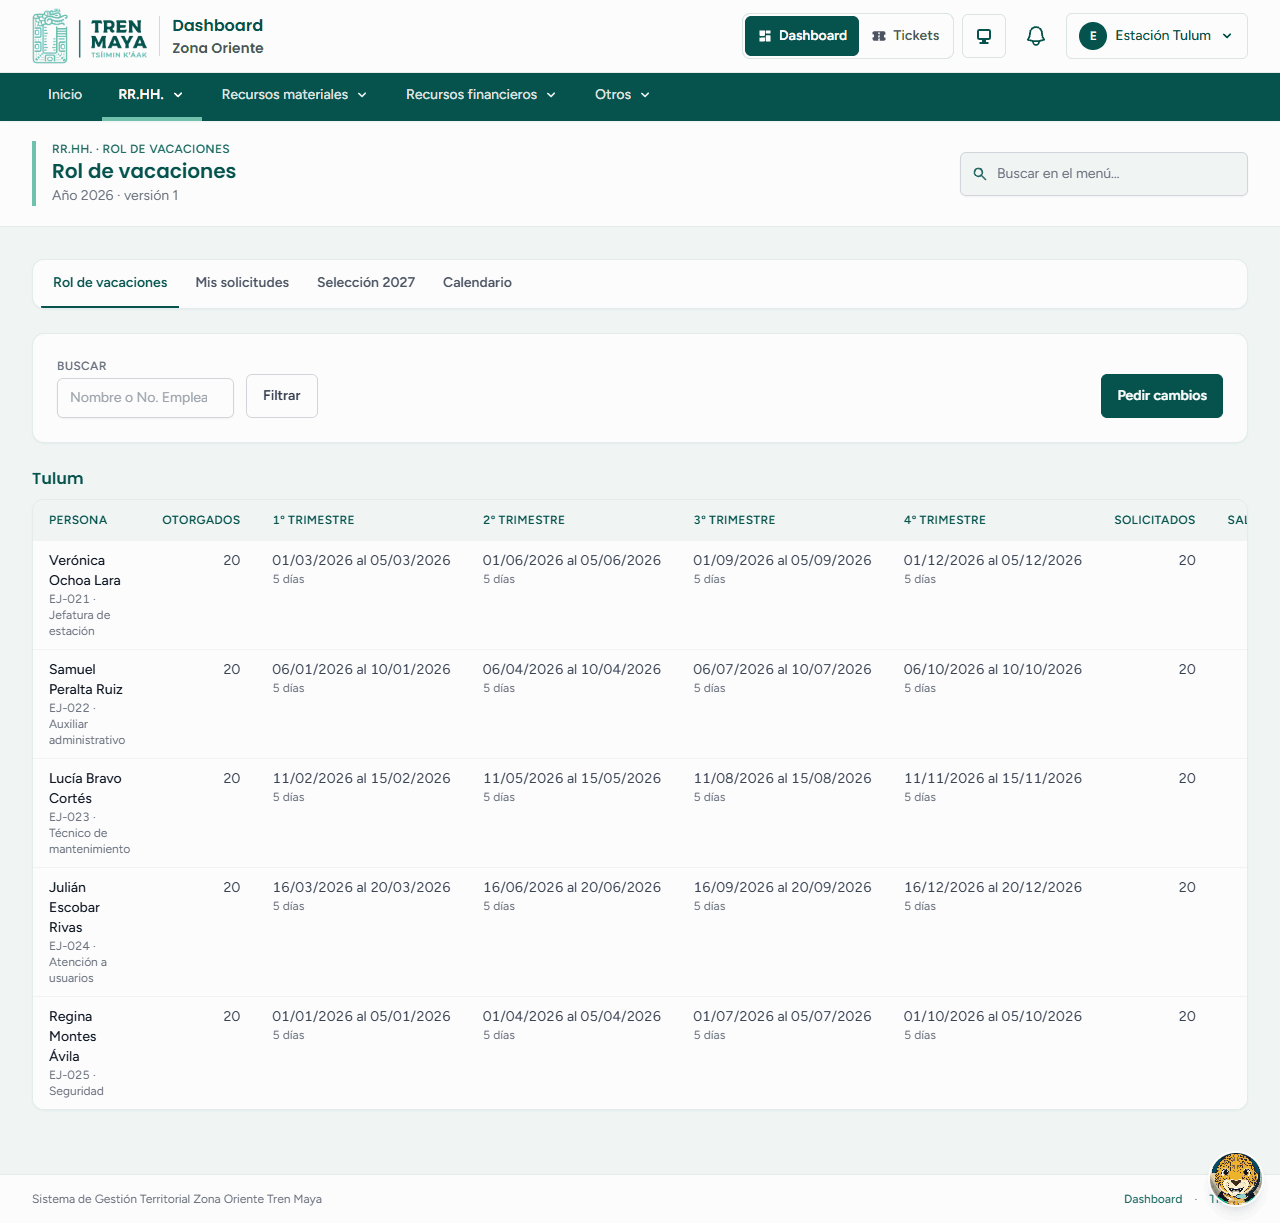 TREN
MAYA
TSÍIMIN K'ÁAK
Dashboard
Zona Oriente
Dashboard
Tickets
E
Estación Tulum
Inicio
RR.HH.
Recursos materiales
Recursos financieros
Otros
RR.HH. · ROL DE VACACIONES
Rol de vacaciones
Año 2026 · versión 1
Buscar en el menú...
Rol de vacaciones
Mis solicitudes
Selección 2027
Calendario
BUSCAR
Nombre o No. Emplea
Filtrar
Pedir cambios
Tulum
PERSONA OTORGADOS 1° TRIMESTRE 2° TRIMESTRE 3° TRIMESTRE 4° TRIMESTRE SOLICITADOS SAL
Verónica 20 01/03/2026 al 05/03/2026 01/06/2026 al 05/06/2026 01/09/2026 al 05/09/2026 01/12/2026 al 05/12/2026 20
Ochoa Lara 5 días 5 días 5 días 5 días
EJ-021 ·
Jefatura de
estación
Samuel 20 06/01/2026 al 10/01/2026 06/04/2026 al 10/04/2026 06/07/2026 al 10/07/2026 06/10/2026 al 10/10/2026 20
Peralta Ruiz 5 días 5 días 5 días 5 días
EJ-022 ·
Auxiliar
administrativo
Lucía Bravo 20 11/02/2026 al 15/02/2026 11/05/2026 al 15/05/2026 11/08/2026 al 15/08/2026 11/11/2026 al 15/11/2026 20
Cortés 5 días 5 días 5 días 5 días
EJ-023 ·
Técnico de
mantenimiento
Julián 20 16/03/2026 al 20/03/2026 16/06/2026 al 20/06/2026 16/09/2026 al 20/09/2026 16/12/2026 al 20/12/2026 20
Escobar 5 días 5 días 5 días 5 días
Rivas
EJ-024 ·
Atención a
usuarios
Regina 20 01/01/2026 al 05/01/2026 01/04/2026 al 05/04/2026 01/07/2026 al 05/07/2026 01/10/2026 al 05/10/2026 20
Montes 5 días 5 días 5 días 5 días
Ávila
EJ-025 ·
Seguridad
Sistema de Gestión Territorial Zona Oriente Tren Maya
Dashboard ·